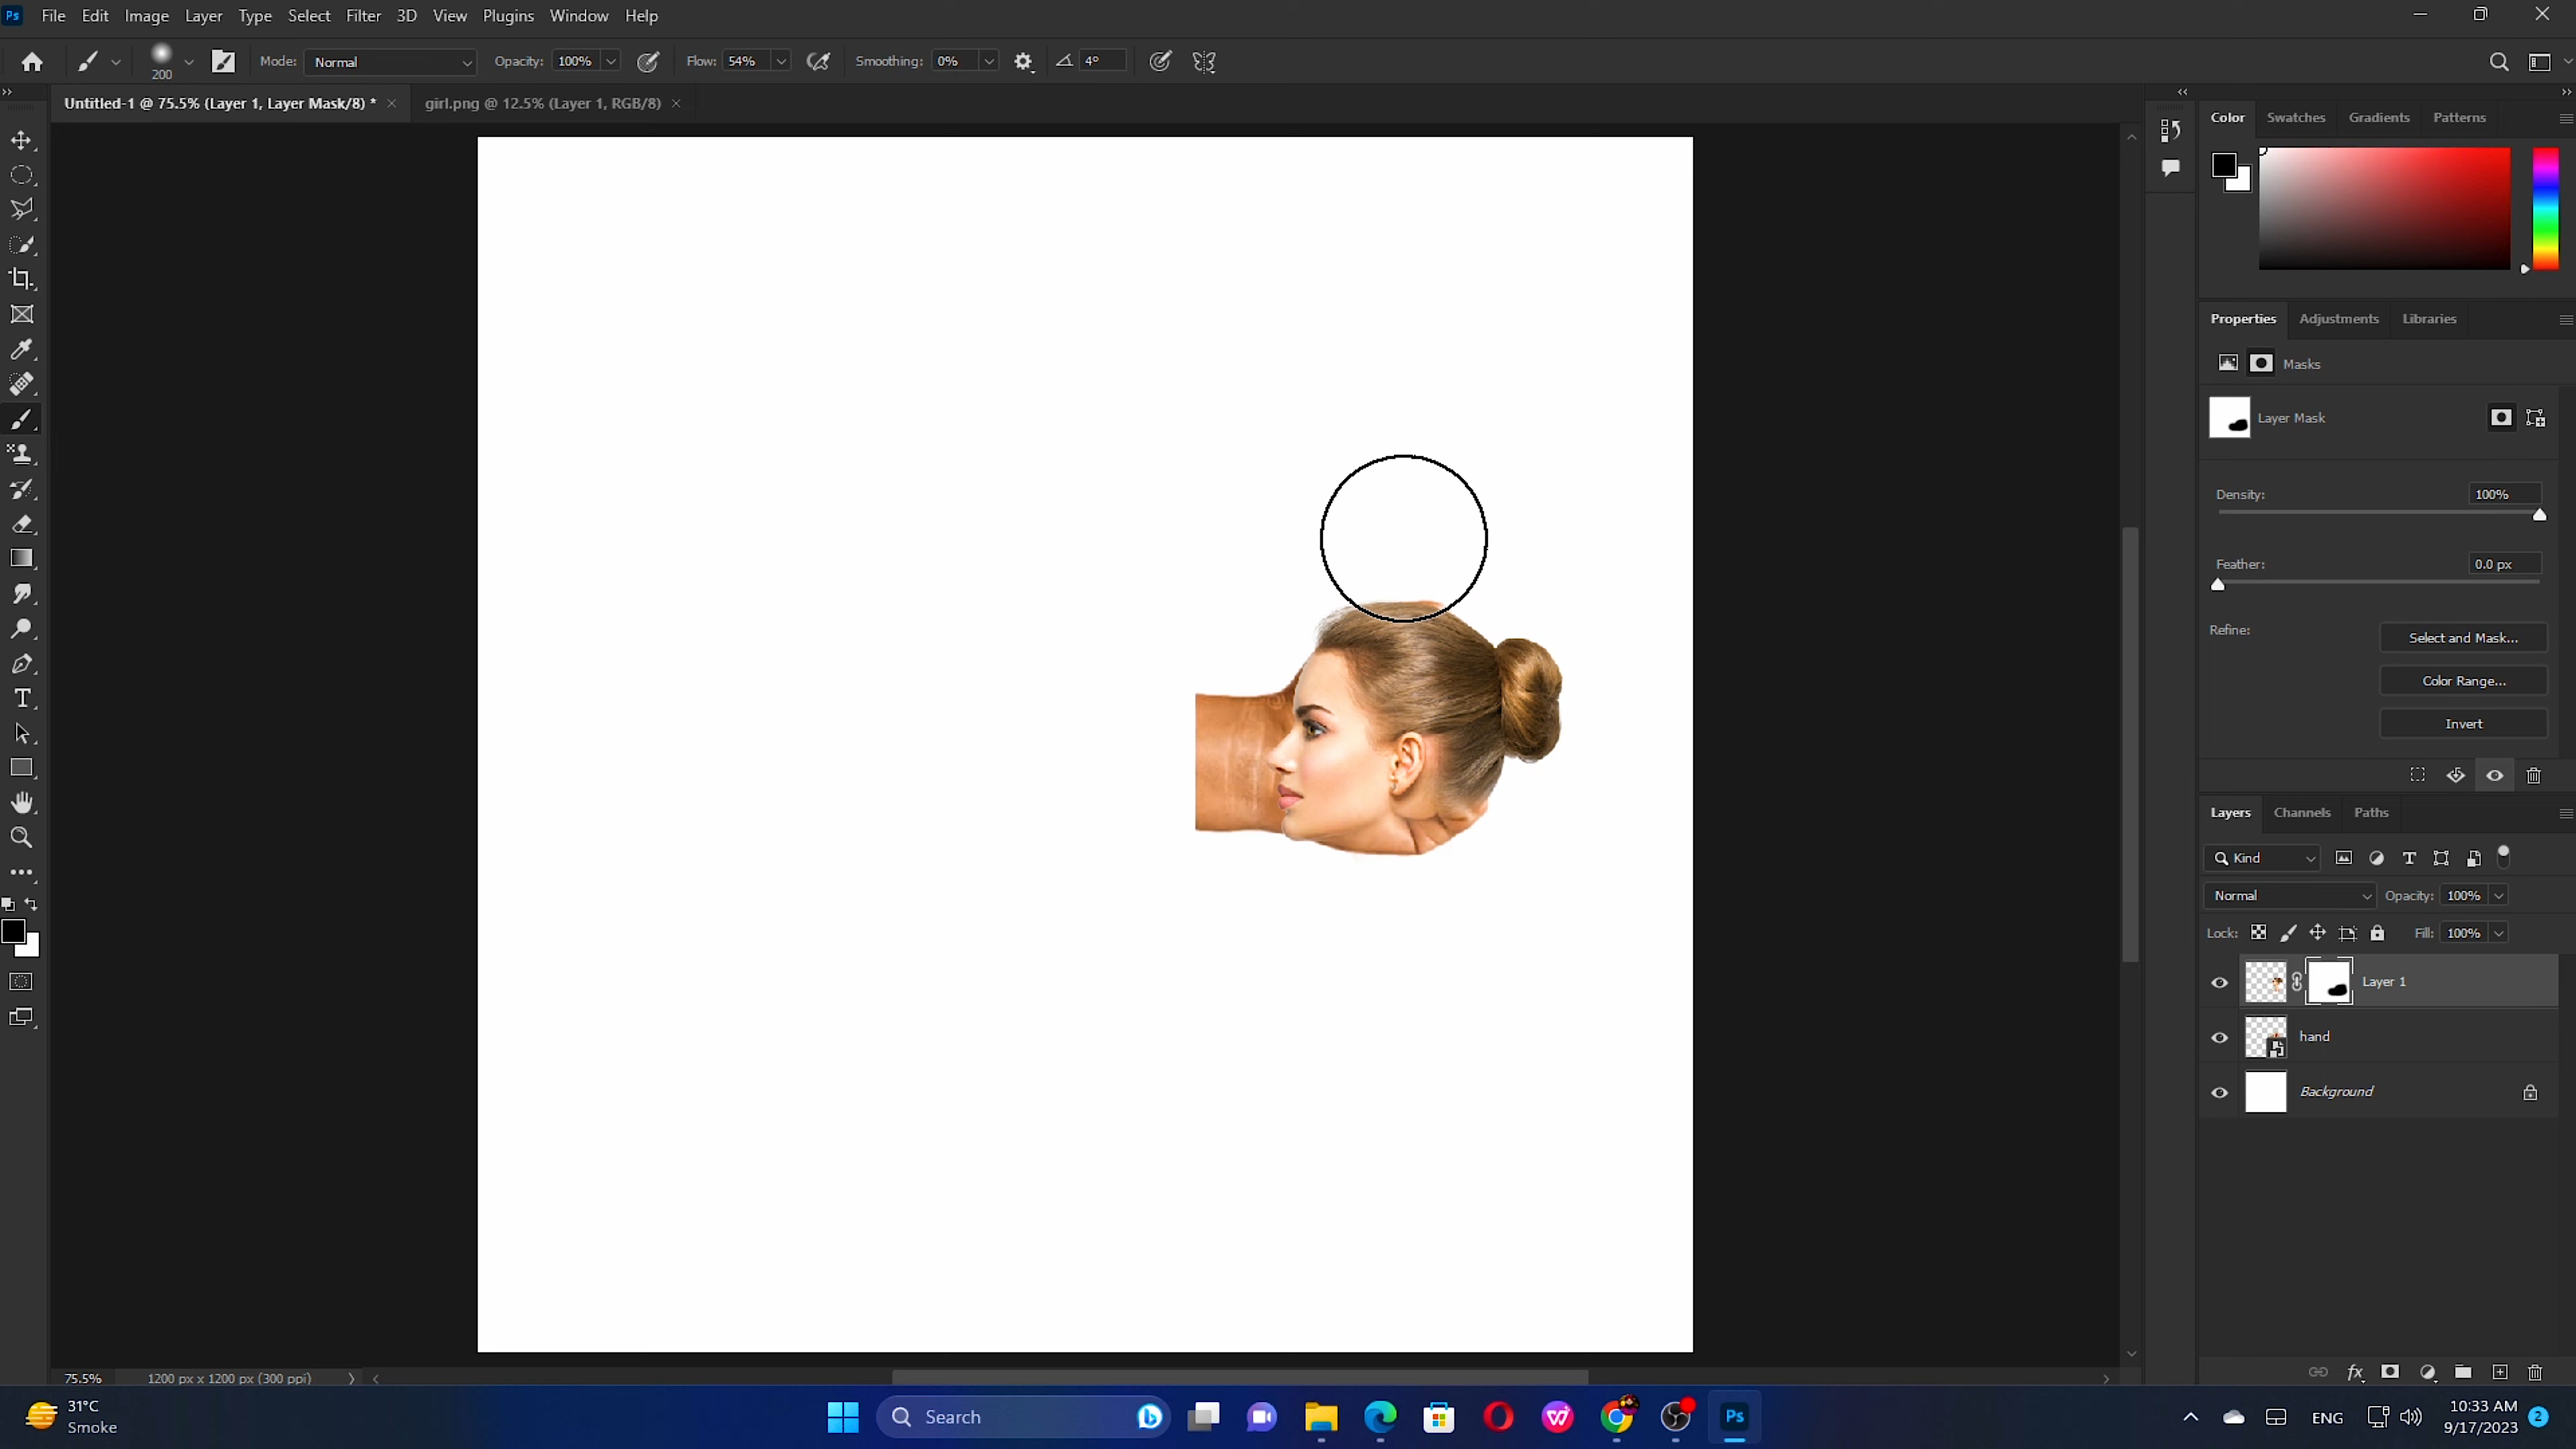 Ps File Edit Image Layer Type Select Filter 3D View Plugins Window Help
200 Mode: Normal Opacity: 100% Flow: 54% Smoothing: 0% 4°
Untitled-1 @ 75.5% (Layer 1, Layer Mask/8) * × girl.png @ 12.5% (Layer 1, RGB/8) ×
Color Swatches Gradients Patterns
Properties Adjustments Libraries
Masks
Layer Mask
Density: 100%
Feather: 0.0 px
Refine: Select and Mask...
Color Range...
Invert
Layers Channels Paths
Kind
Normal Opacity: 100%
Lock: Fill: 100%
Layer 1
hand
Background
75.5% 1200 px x 1200 px (300 ppi)
31°C
Smoke
Search
Ps
ENG
10:33 AM
9/17/2023
2